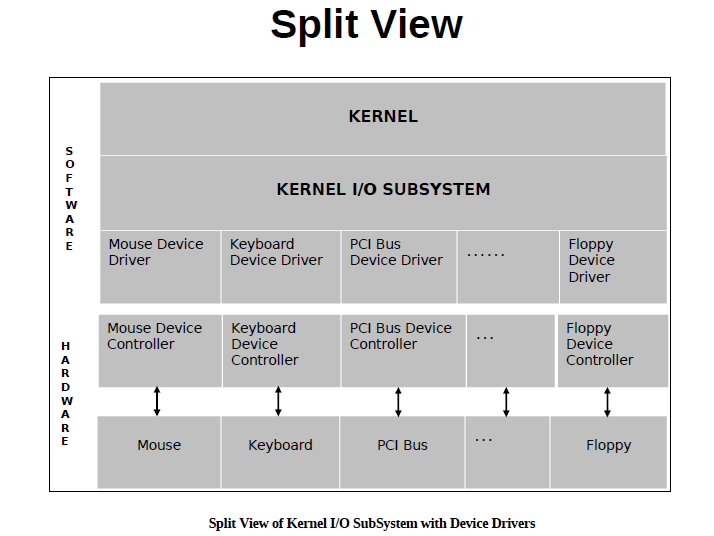 Split View
SOFTWARE
KERNEL
KERNEL I/O SUBSYSTEM
Mouse Device
Driver
Keyboard
Device Driver
PCI Bus
Device Driver
......
Floppy
Device
Driver
HARDWARE
Mouse Device
Controller
Keyboard
Device
Controller
PCI Bus Device
Controller
...
Floppy
Device
Controller
Mouse
Keyboard
PCI Bus
...
Floppy
Split View of Kernel I/O SubSystem with Device Drivers